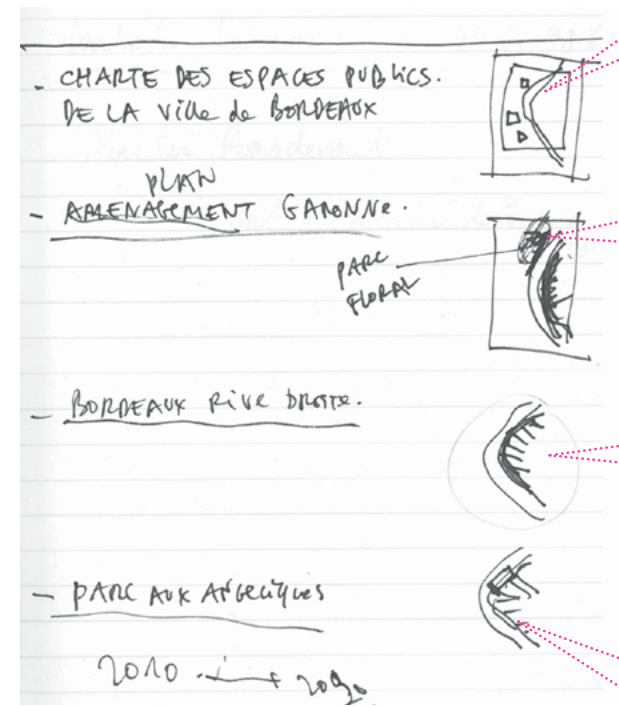 - CHARTE DES ESPACES PUBLICS.
DE LA Ville de BORDEAUX
PLAN
- AMENAGEMENT GARONNE.
PARC
FLORAL
- BORDEAUX RIVE DROITE.
- PARC AUX ANGELIQUES
2010